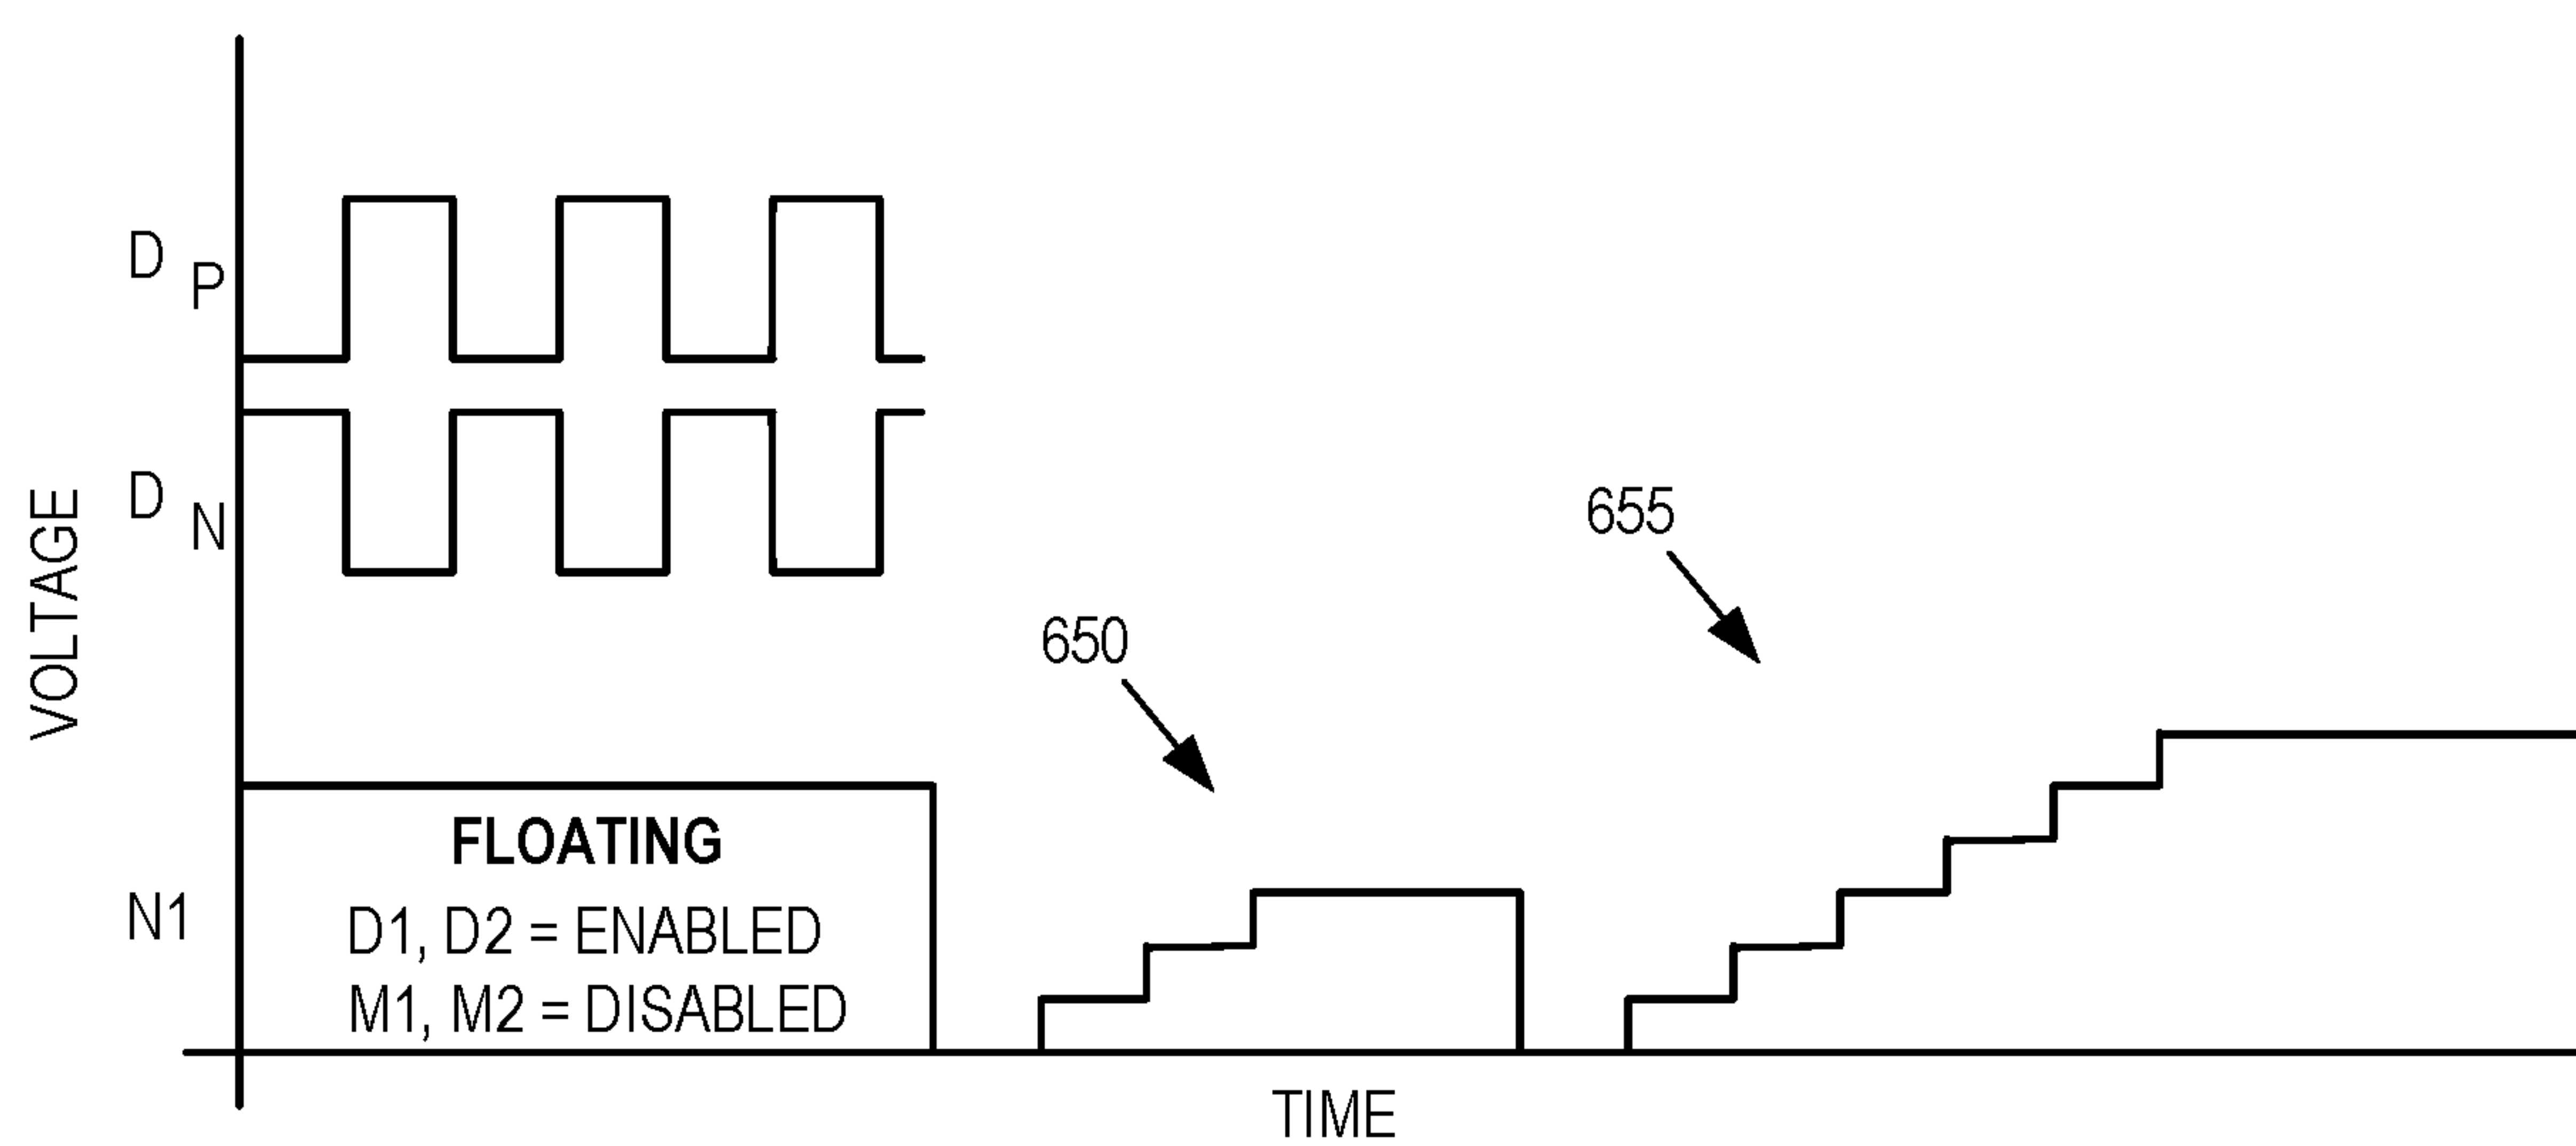 D P
D N
VOLTAGE
655
650
FLOATING
N1
D1, D2 = ENABLED
M1, M2 = DISABLED
TIME